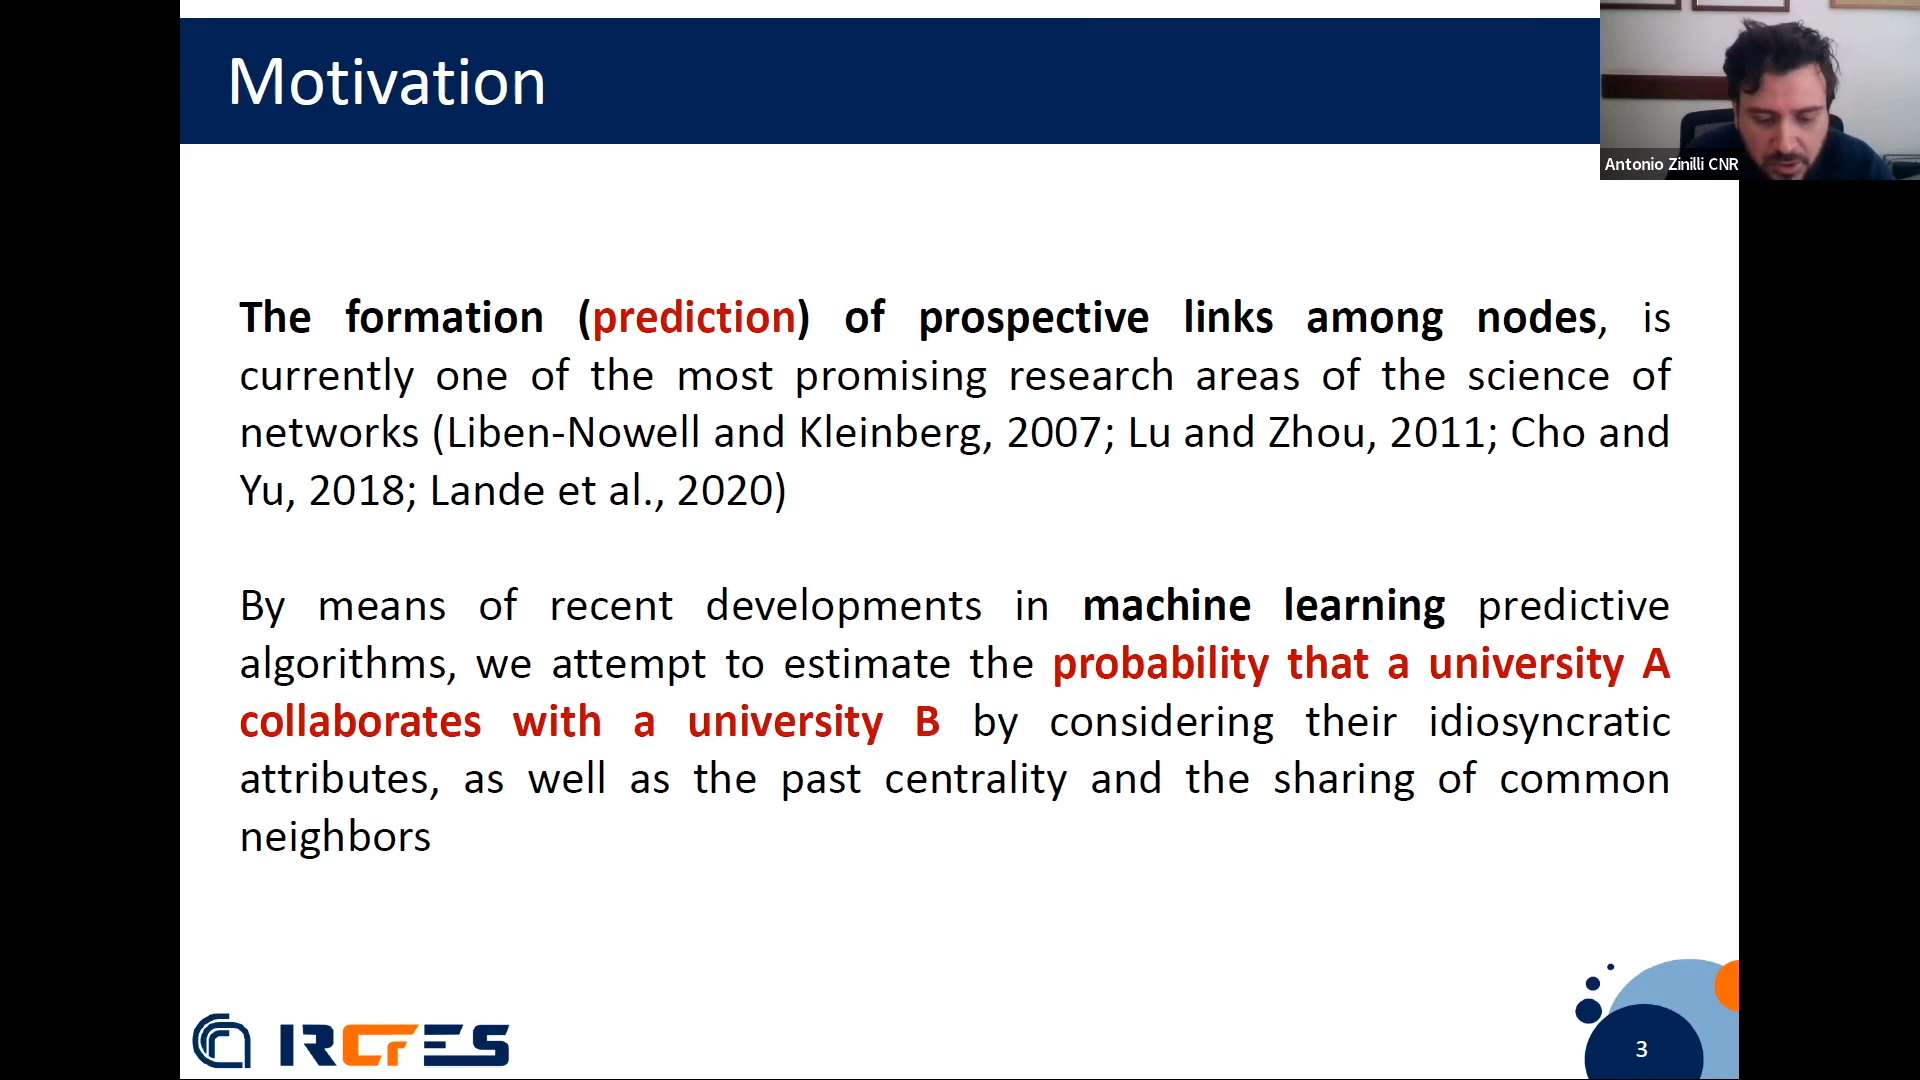 Motivation
Antonio Zinilli CNR
The formation (prediction) of prospective links among nodes, is
currently one of the most promising research areas of the science of
networks (Liben-Nowell and Kleinberg, 2007; Lu and Zhou, 2011; Cho and
Yu, 2018; Lande et al., 2020)
By means of recent developments in machine learning predictive
algorithms, we attempt to estimate the probability that a university A
collaborates with a university B by considering their idiosyncratic
attributes, as well as the past centrality and the sharing of common
neighbors
IRCrES
3